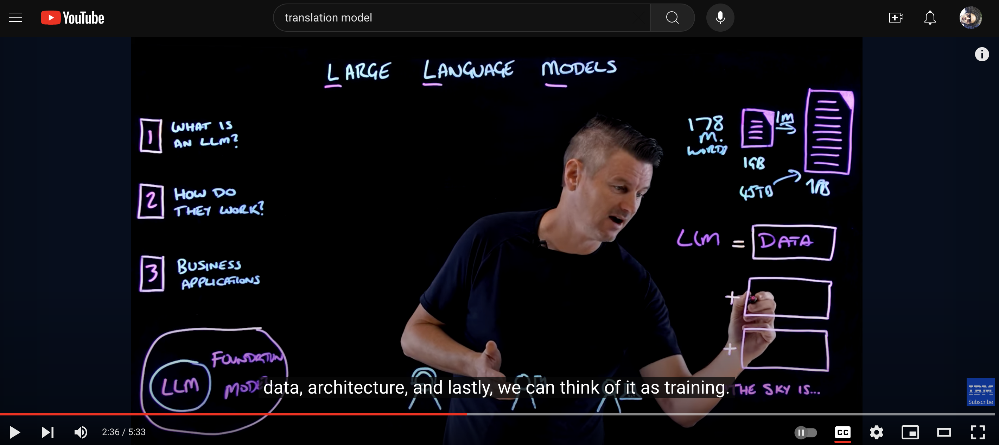 YouTube
translation model
LARGE LANGUAGE MODELS
1 WHAT IS
AN LLM?
2 HOW DO
THEY WORK?
3 BUSINESS
APPLICATIONS
LLM
FOUNDATION
MODEL
178
M.
WORDS
1GB
1M
45TB
1PB
LLM = DATA
+
+
THE SKY IS...
data, architecture, and lastly, we can think of it as training.
IBM
Subscribe
2:36 / 5:33
CC